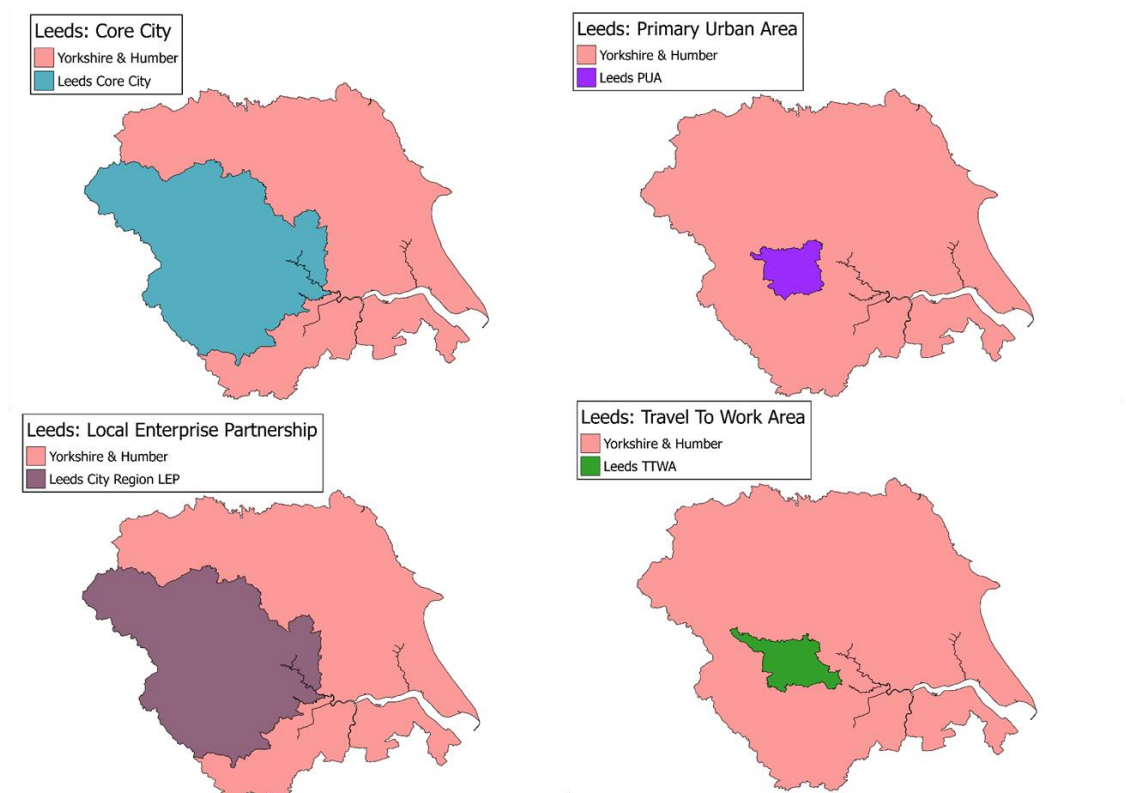 Leeds: Core City
Yorkshire & Humber
Leeds Core City
Leeds: Primary Urban Area
Yorkshire & Humber
Leeds PUA
Leeds: Local Enterprise Partnership
Yorkshire & Humber
Leeds City Region LEP
Leeds: Travel To Work Area
Yorkshire & Humber
Leeds TTWA